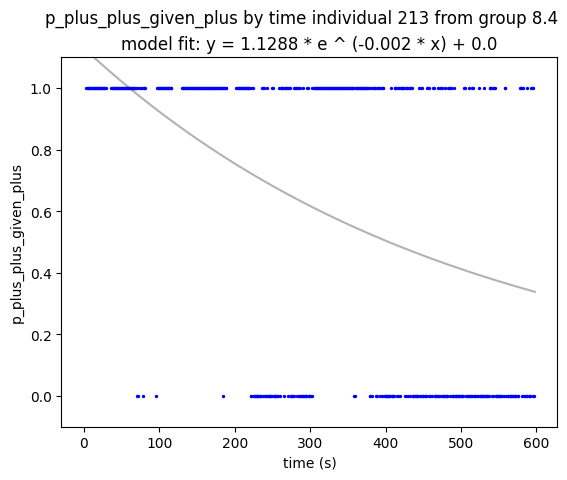 p_plus_plus_given_plus by time individual 213 from group 8.4
model fit: y = 1.1288 * e ^ (-0.002 * x) + 0.0
1.0
0.8
0.6
0.4
0.2
0.0
p_plus_plus_given_plus
0 100 200 300 400 500 600
time (s)